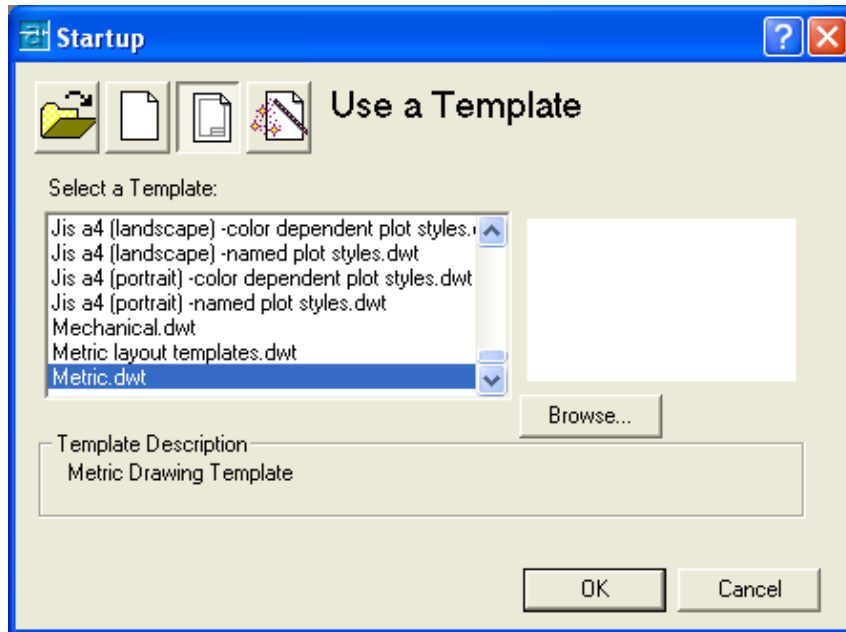 Startup
Use a Template
Select a Template:
Jis a4 (landscape) -color dependent plot styles.
Jis a4 (landscape) -named plot styles.dwt
Jis a4 (portrait) -color dependent plot styles.dwt
Jis a4 (portrait) -named plot styles.dwt
Mechanical.dwt
Metric layout templates.dwt
Metric.dwt
Browse...
Template Description
Metric Drawing Template
OK
Cancel